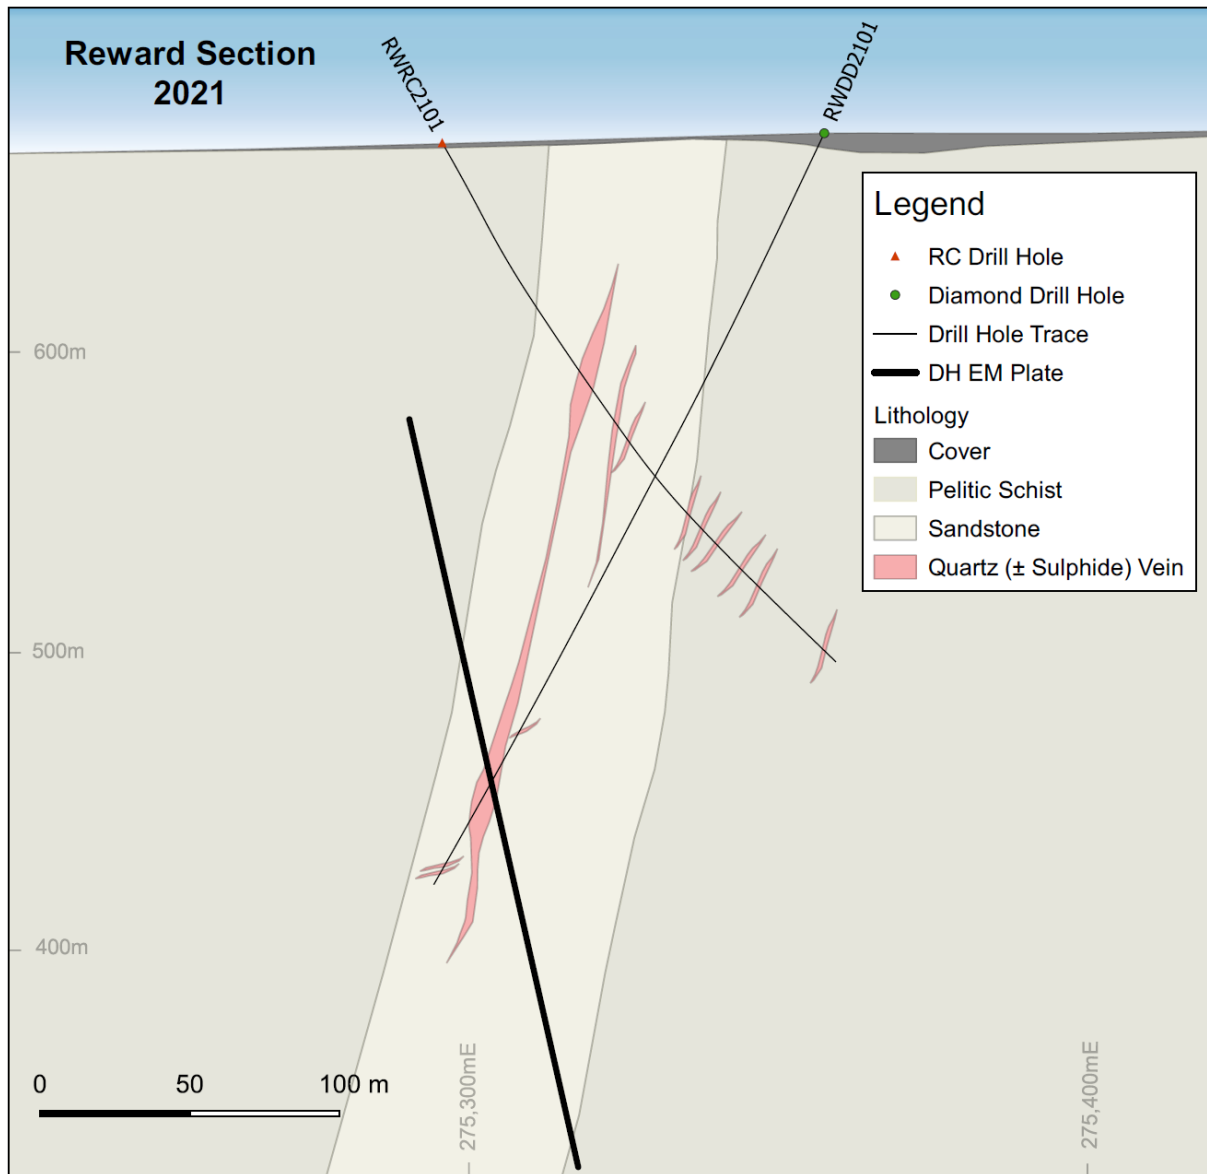 Reward Section
2021
RWRC2101
RWDD2101
Legend
RC Drill Hole
Diamond Drill Hole
Drill Hole Trace
DH EM Plate
Lithology
Cover
Pelitic Schist
Sandstone
Quartz (± Sulphide) Vein
600m
500m
400m
0 50 100 m
275,300mE
275,400mE